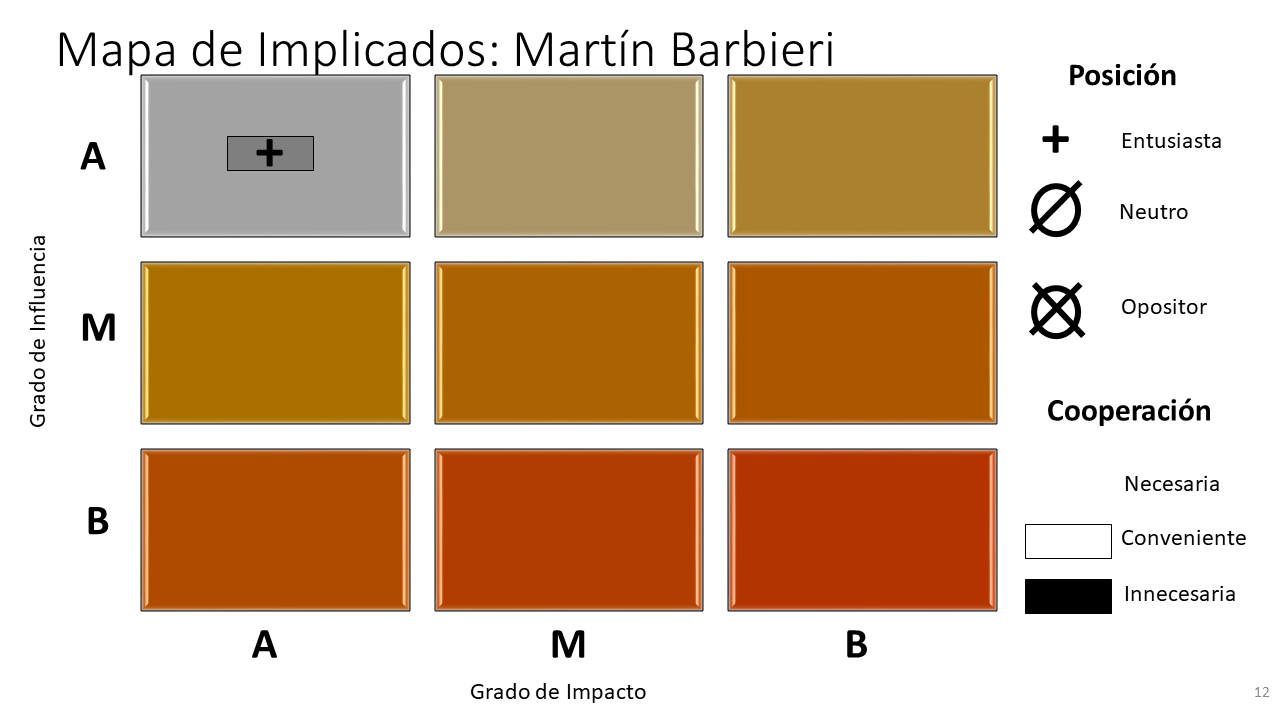 Mapa de Implicados: Martín Barbieri
Posición
+
A
+
Entusiasta
Neutro
Grado de Influencia
M
Opositor
Cooperación
Necesaria
B
Conveniente
Innecesaria
A
M
B
Grado de Impacto
12